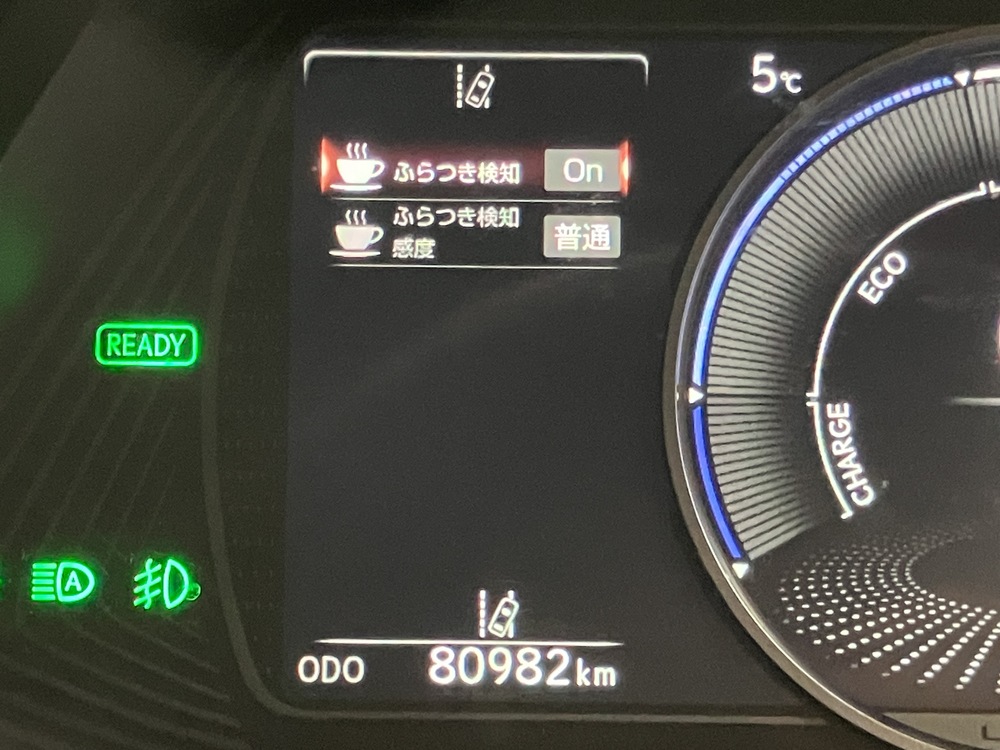 5℃
ふらつき検知 On
ふらつき検知
感度 普通
READY
ECO
CHARGE
A
ODO 80982km